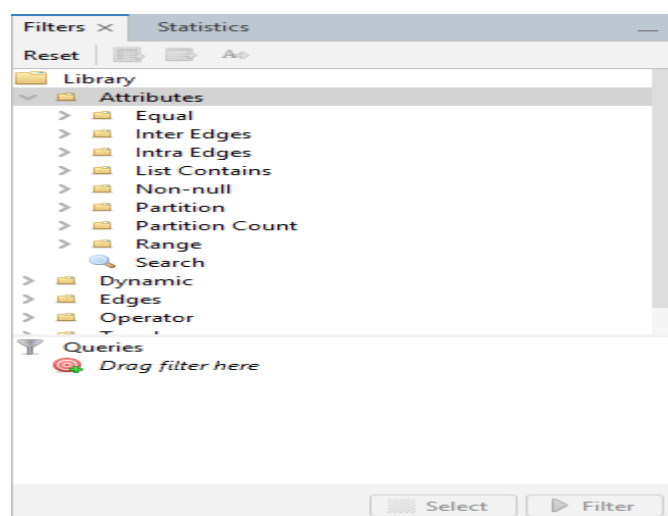 Filters × Statistics
Reset A
Library
Attributes
Equal
Inter Edges
Intra Edges
List Contains
Non-null
Partition
Partition Count
Range
Search
Dynamic
Edges
Operator
Queries
Drag filter here
Select Filter